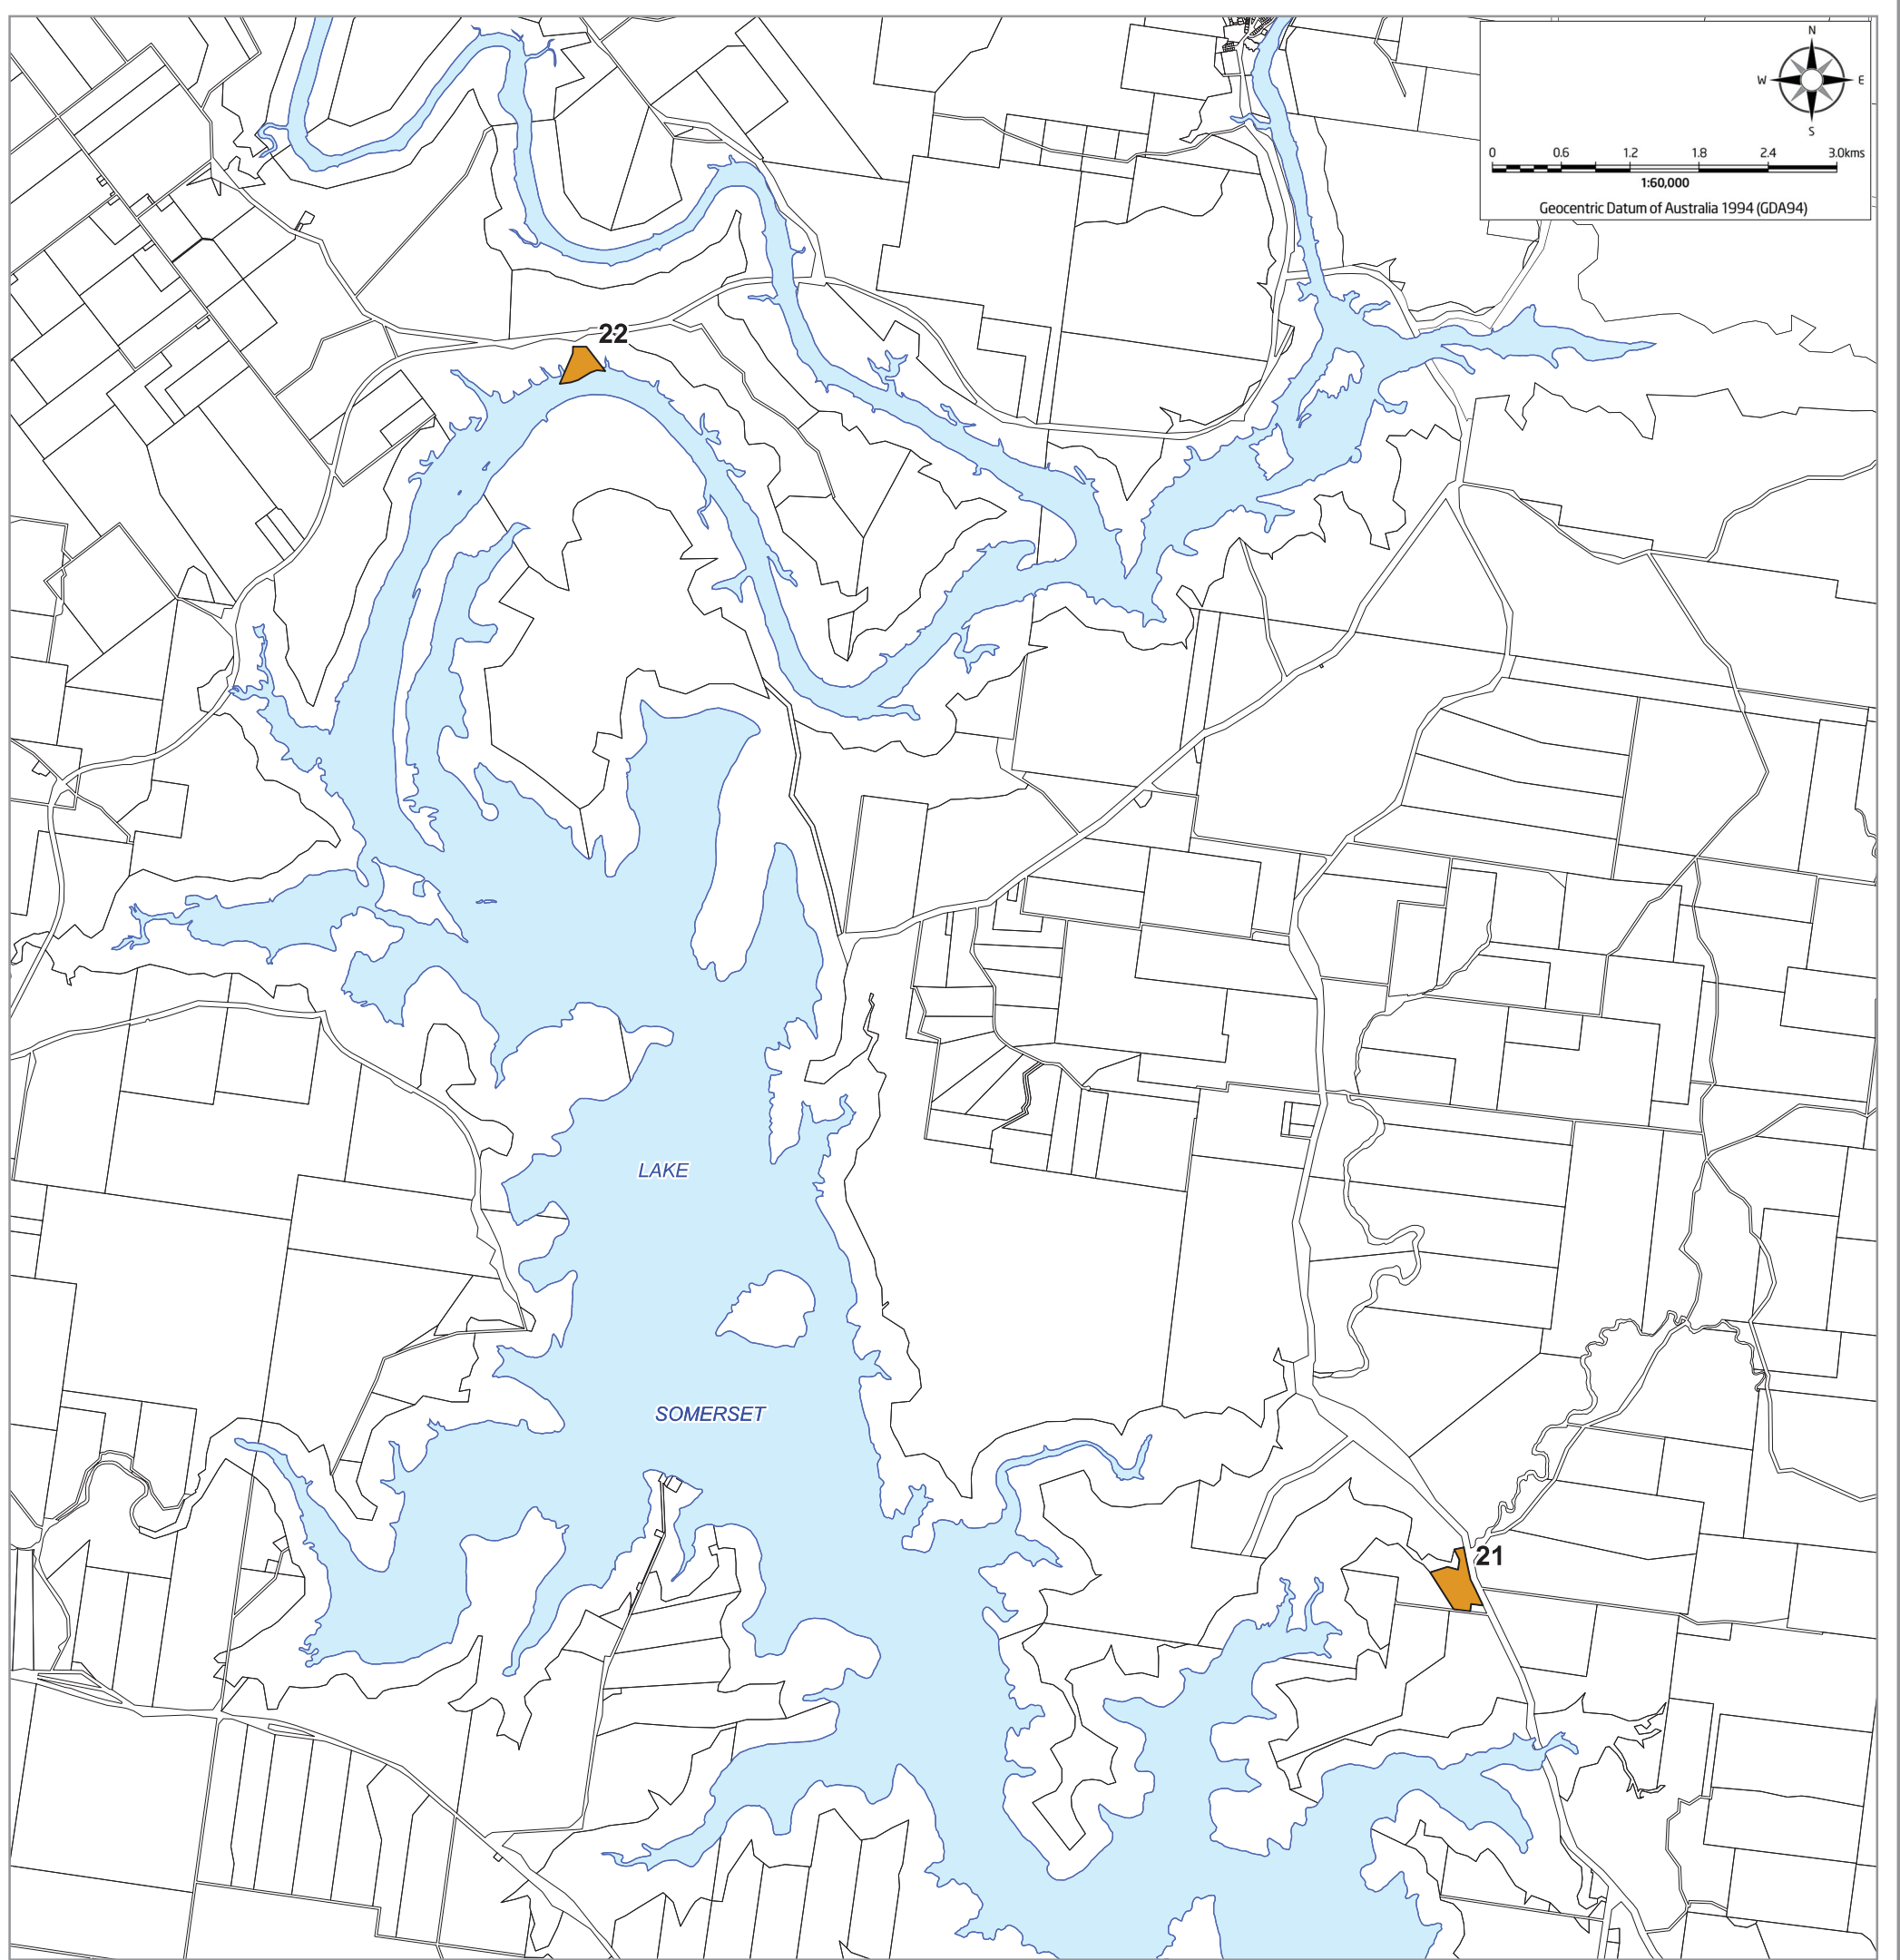 N
W E
S
0 0.6 1.2 1.8 2.4 3.0kms
1:60,000
Geocentric Datum of Australia 1994 (GDA94)
22
LAKE
SOMERSET
21